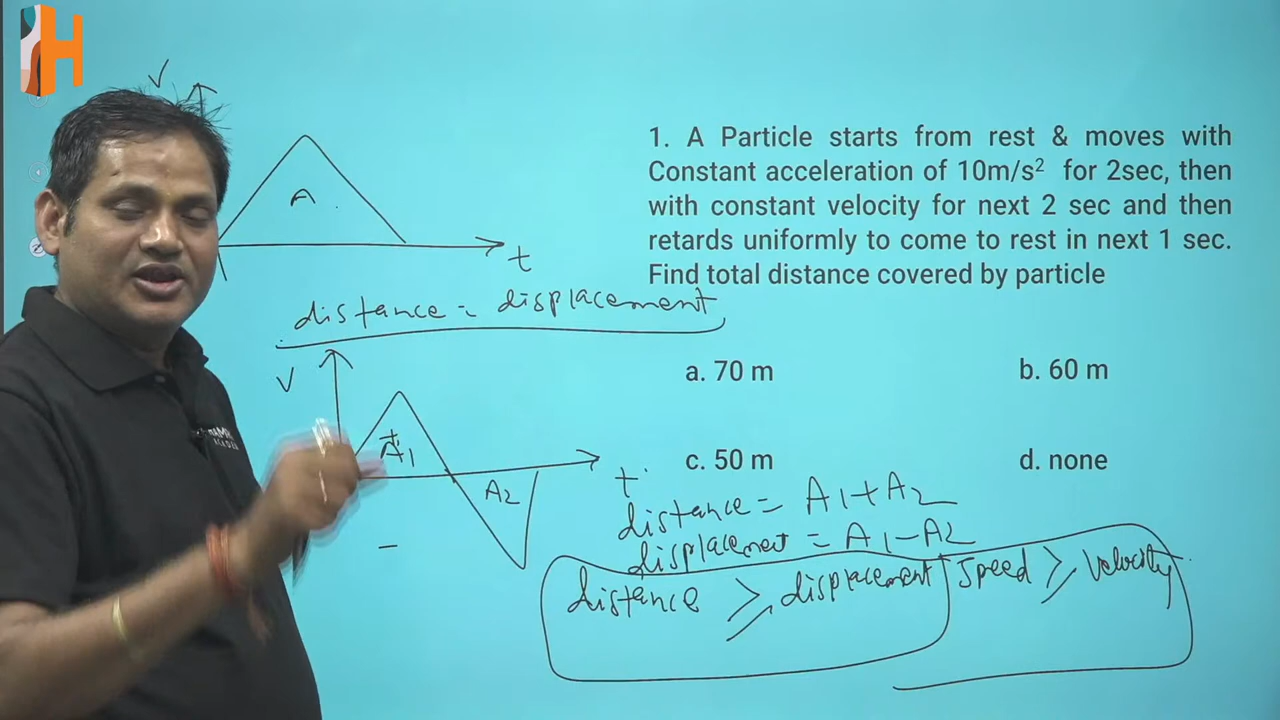 H
V
A
t
distance = displacement
V
A1
+
A2
t
-
1. A Particle starts from rest & moves with
Constant acceleration of 10m/s² for 2sec, then
with constant velocity for next 2 sec and then
retards uniformly to come to rest in next 1 sec.
Find total distance covered by particle
a. 70 m
b. 60 m
c. 50 m
d. none
distance = A1+A2
displacement = A1-A2
distance ≥ displacement
Speed ≥ velocity